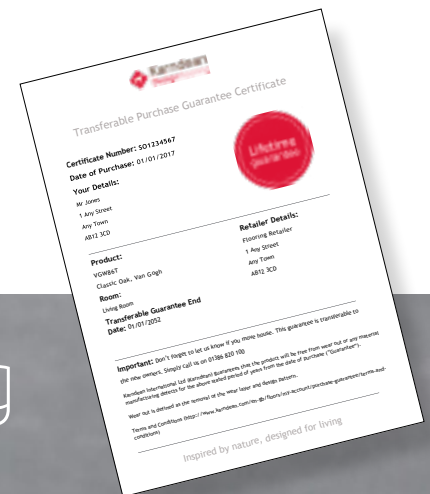 Karndean
Designflooring
Transferable Purchase Guarantee Certificate
Certificate Number: SO1234567
Date of Purchase: 01/01/2017
Your Details:
Mr Jones
1 Any Street
Any Town
AB12 3CD
Lifetime
guarantee
Product:
VGW86T
Classic Oak, Van Gogh
Room:
Living Room
Transferable Guarantee End
Date: 01/01/2052
Retailer Details:
Flooring Retailer
1 Any Street
Any Town
AB12 3CD
Important: Don't forget to let us know if you move house. This guarantee is transferable to
the new owners. Simply call us on 01386 820 100
Karndean International Ltd (Karndean) guarantees that the product will be free from wear out or any material
manufacturing defects for the above stated period of years from the date of purchase ("Guarantee").
Wear out is defined as the removal of the wear layer and design pattern.
Terms and Conditions (http://www.karndean.com/en-gb/floors/my-account/purchase-guarantee/terms-and-
conditions)
Inspired by nature, designed for living